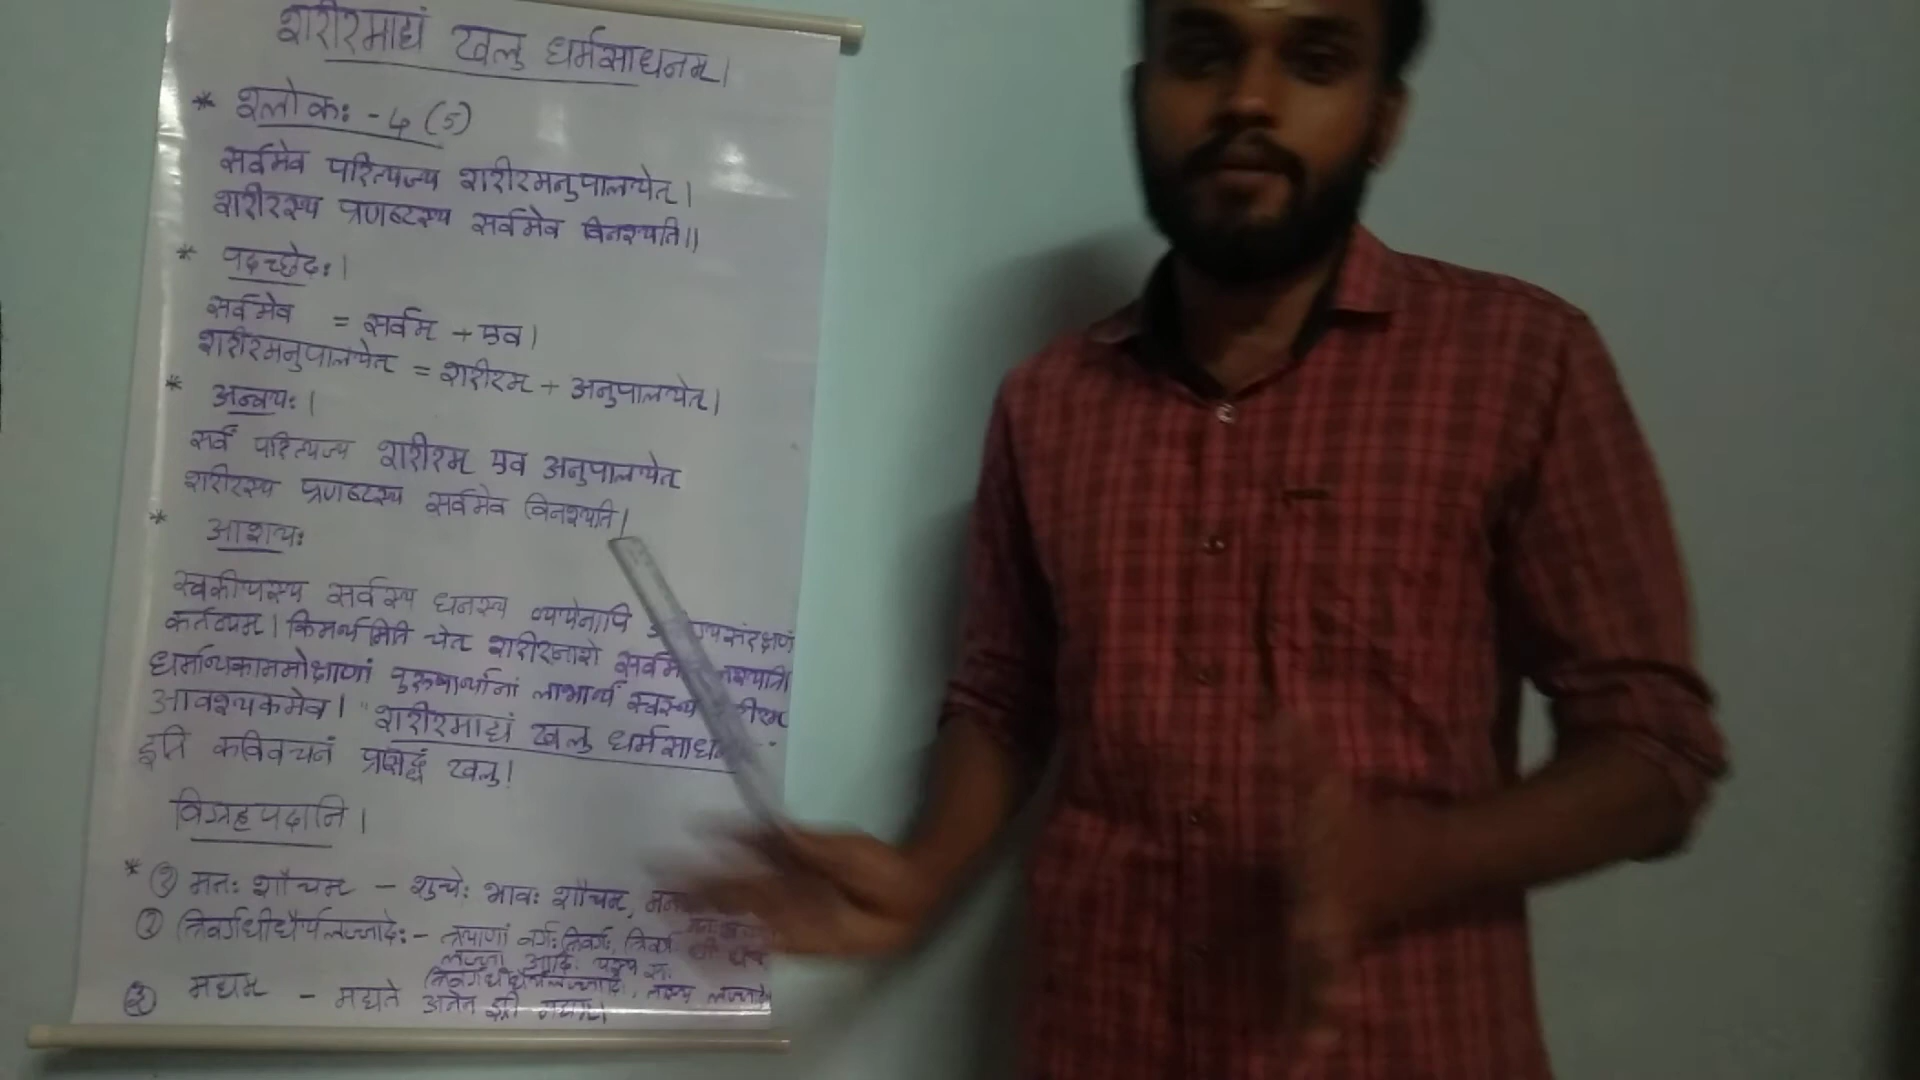 शरीरमाद्यं खलु धर्मसाधनम् ।
* श्लोकः - ५ (5)
सर्वमेव परित्यज्य शरीरमनुपालयेत् ।
शरीरस्य प्रणष्टस्य सर्वमेव विनश्यति ।।
* पदच्छेदः ।
सर्वमेव = सर्वम् + एव ।
शरीरमनुपालयेत् = शरीरम् + अनुपालयेत् ।
* अन्वयः ।
सर्वं परित्यज्य शरीरम् एव अनुपालयेत्
शरीरस्य प्रणष्टस्य सर्वमेव विनश्यति ।
* आशयः
स्वकीयस्य सर्वस्य धनस्य व्ययेनापि
कर्तव्यम् । किमर्थमिति चेत् शरीरनाशे
धर्मार्थकाममोक्षाणां पुरुषार्थानां लाभार्थं स्वस्थं
आवश्यकमेव । "शरीरमाद्यं खलु
इति कविवचनं प्रसिद्धं खलु !
विग्रहपदानि ।
* ① मनः शौचम् - शुचेः भावः शौचम्,
② त्रिवर्गधीधैर्यलज्जादेः - त्रयाणां वर्गः त्रिवर्गः,
लज्जा आदि
③ मद्यम् - मद्यते अनेन इति